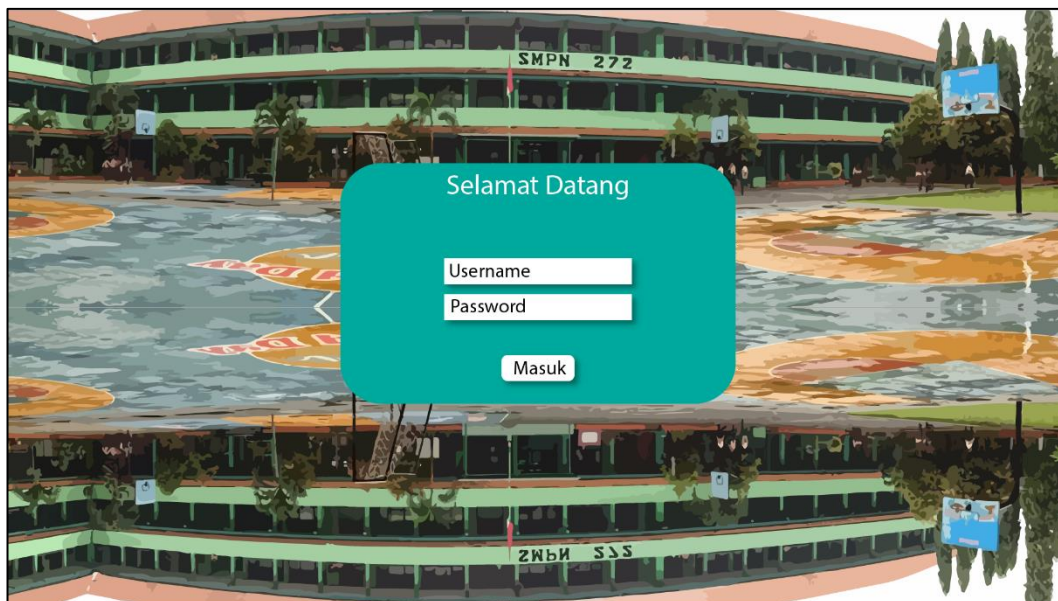 SMPN 272
Selamat Datang
Username
Password
Masuk
SMPN 272